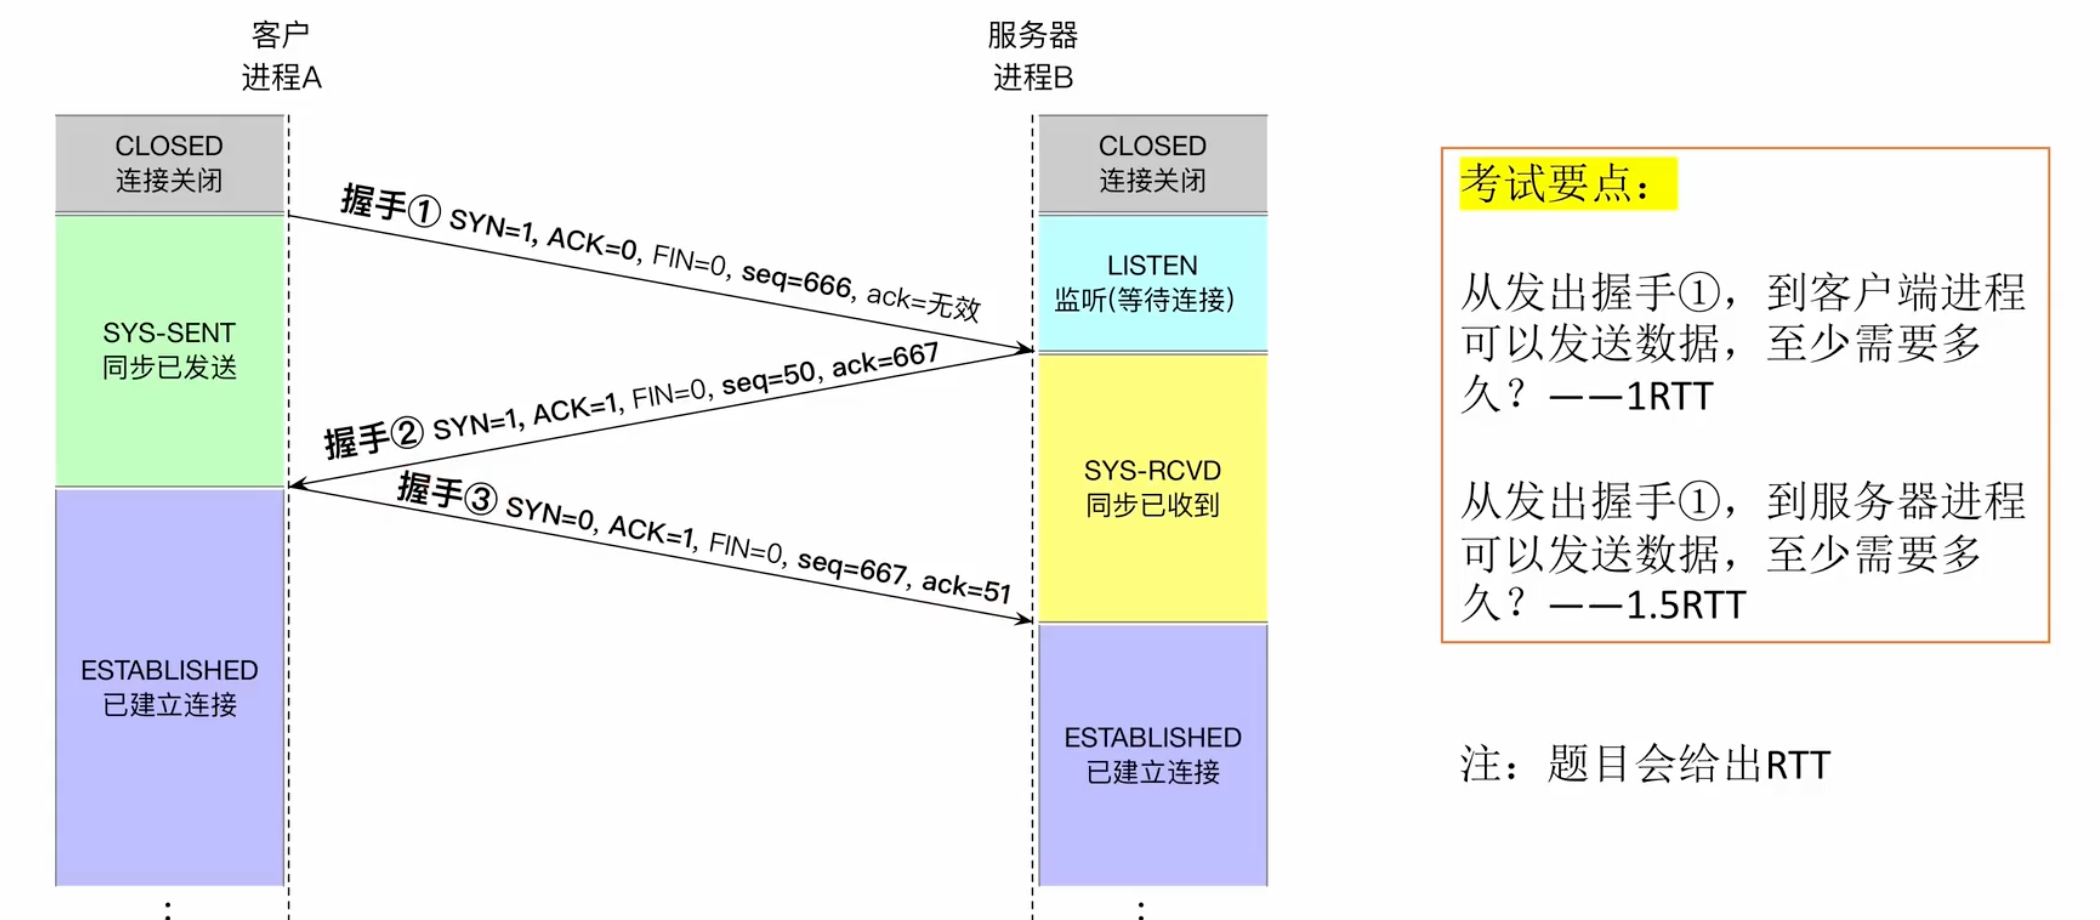 客户
进程A
服务器
进程B
CLOSED
连接关闭
CLOSED
连接关闭
握手① SYN=1, ACK=0, FIN=0, seq=666, ack=无效
LISTEN
监听(等待连接)
SYS-SENT
同步已发送
握手② SYN=1, ACK=1, FIN=0, seq=50, ack=667
握手③ SYN=0, ACK=1, FIN=0, seq=667, ack=51
SYS-RCVD
同步已收到
ESTABLISHED
已建立连接
ESTABLISHED
已建立连接
考试要点：
从发出握手①，到客户端进程
可以发送数据，至少需要多
久？——1RTT
从发出握手①，到服务器进程
可以发送数据，至少需要多
久？——1.5RTT
注：题目会给出RTT